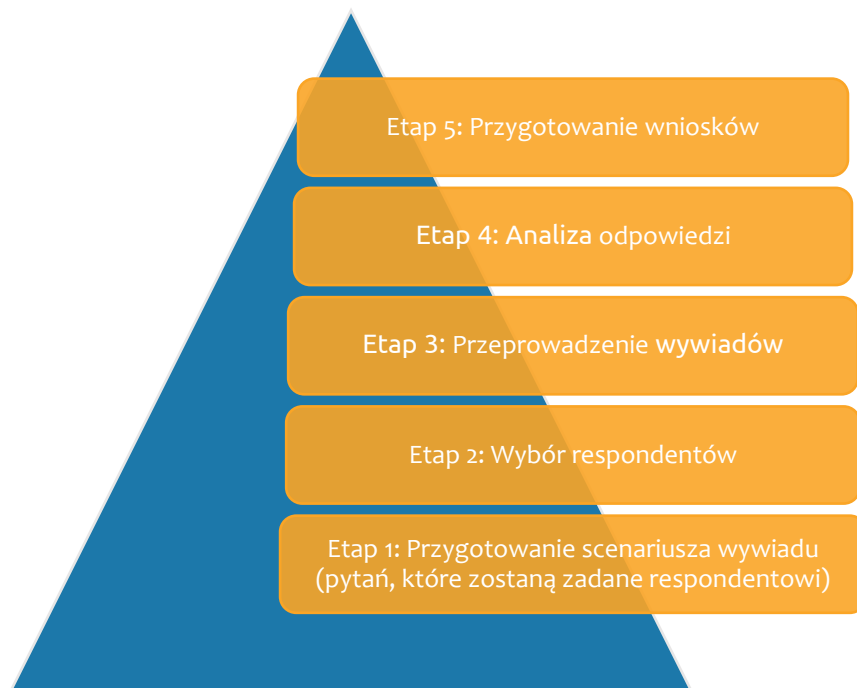 Etap 5: Przygotowanie wniosków
Etap 4: Analiza odpowiedzi
Etap 3: Przeprowadzenie wywiadów
Etap 2: Wybór respondentów
Etap 1: Przygotowanie scenariusza wywiadu
(pytań, które zostaną zadane respondentowi)